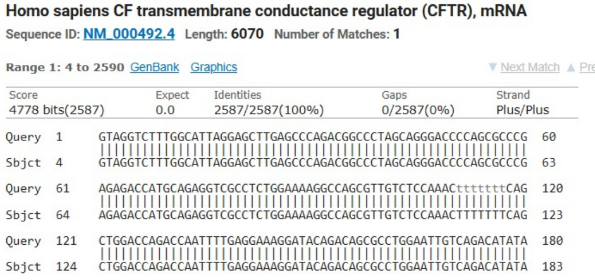 Homo sapiens CF transmembrane conductance regulator (CFTR), mRNA
Sequence ID: NM_000492.4 Length: 6070 Number of Matches: 1
Range 1: 4 to 2590 GenBank Graphics ▼ Next Match ▲ Pre
Score Expect Identities Gaps Strand
4778 bits(2587) 0.0 2587/2587(100%) 0/2587(0%) Plus/Plus
Query 1 GTAGGTCTTTGGCATTAGGAGCTTGAGCCCAGACGGCCCTAGCAGGGACCCCAGCGCCCG 60
||||||||||||||||||||||||||||||||||||||||||||||||||||||||||||
Sbjct 4 GTAGGTCTTTGGCATTAGGAGCTTGAGCCCAGACGGCCCTAGCAGGGACCCCAGCGCCCG 63
Query 61 AGAGACCATGCAGAGGTCGCCTCTGGAAAAGGCCAGCGTTGTCTCCAAACtttttttCAG 120
||||||||||||||||||||||||||||||||||||||||||||||||||||||||||||
Sbjct 64 AGAGACCATGCAGAGGTCGCCTCTGGAAAAGGCCAGCGTTGTCTCCAAACTTTTTTTCAG 123
Query 121 CTGGACCAGACCAATTTTGAGGAAAGGATACAGACAGCGCCTGGAATTGTCAGACATATA 180
||||||||||||||||||||||||||||||||||||||||||||||||||||||||||||
Sbjct 124 CTGGACCAGACCAATTTTGAGGAAAGGATACAGACAGCGCCTGGAATTGTCAGACATATA 183